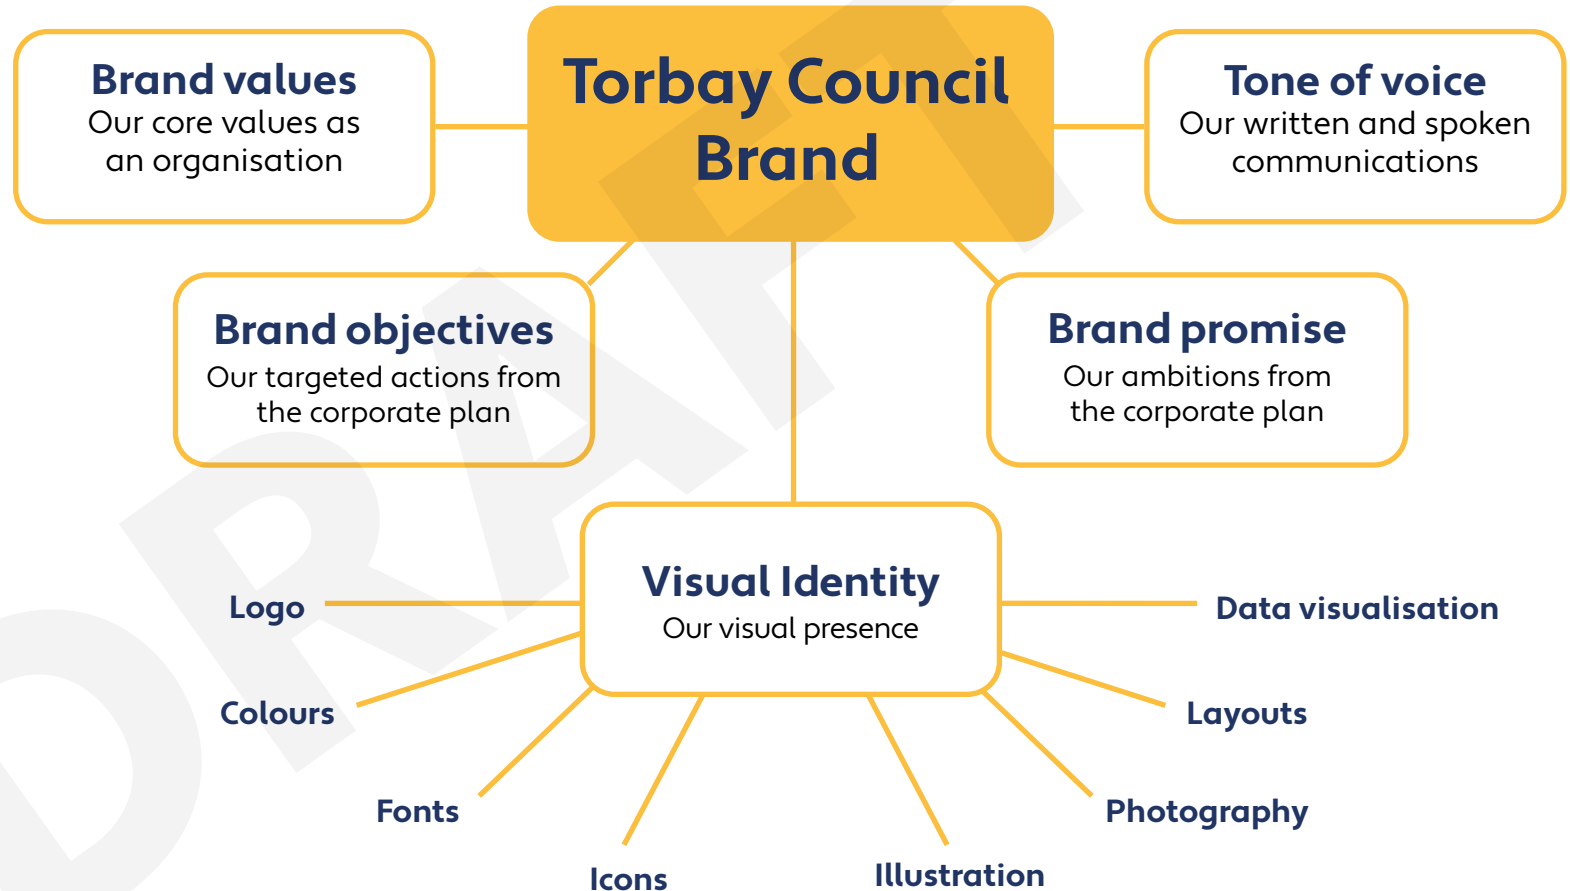 Torbay Council
Brand
Brand values
Our core values as
an organisation
Tone of voice
Our written and spoken
communications
Brand objectives
Our targeted actions from
the corporate plan
Brand promise
Our ambitions from
the corporate plan
Visual Identity
Our visual presence
Logo
Colours
Fonts
Icons
Illustration
Photography
Layouts
Data visualisation
DRAFT